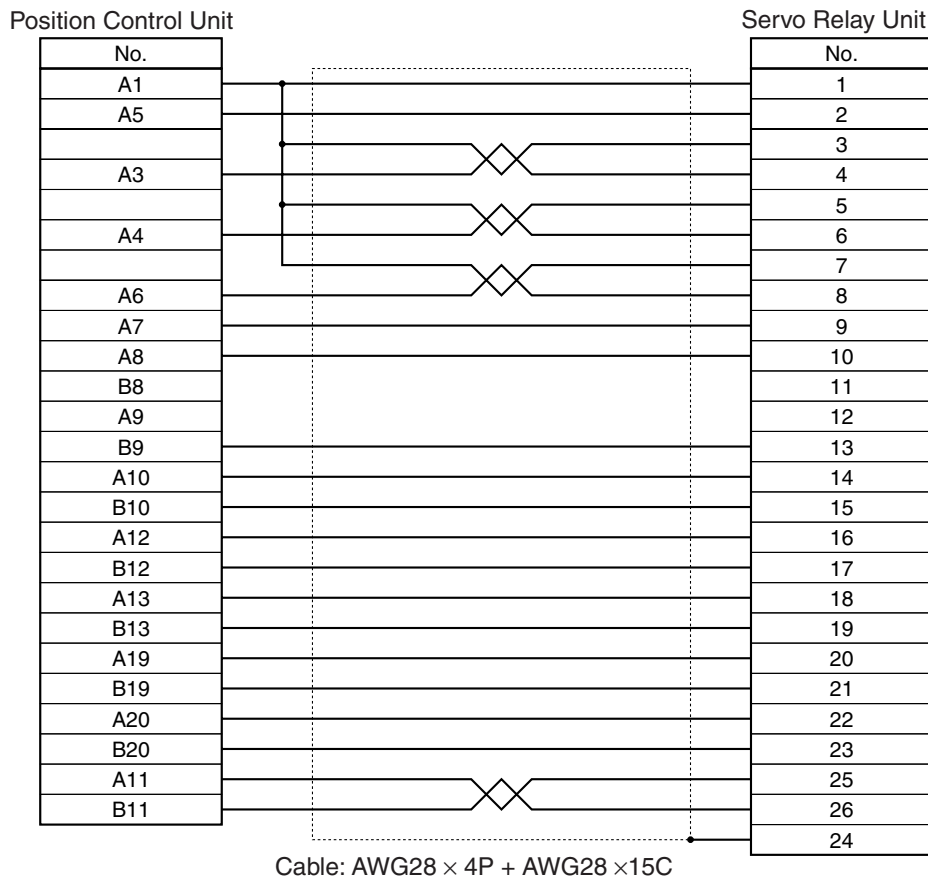 Position Control Unit Servo Relay Unit
No. No.
A1 1
A5 2
3
A3 4
5
A4 6
7
A6 8
A7 9
A8 10
B8 11
A9 12
B9 13
A10 14
B10 15
A12 16
B12 17
A13 18
B13 19
A19 20
B19 21
A20 22
B20 23
A11 25
B11 26
24
Cable: AWG28 × 4P + AWG28 ×15C